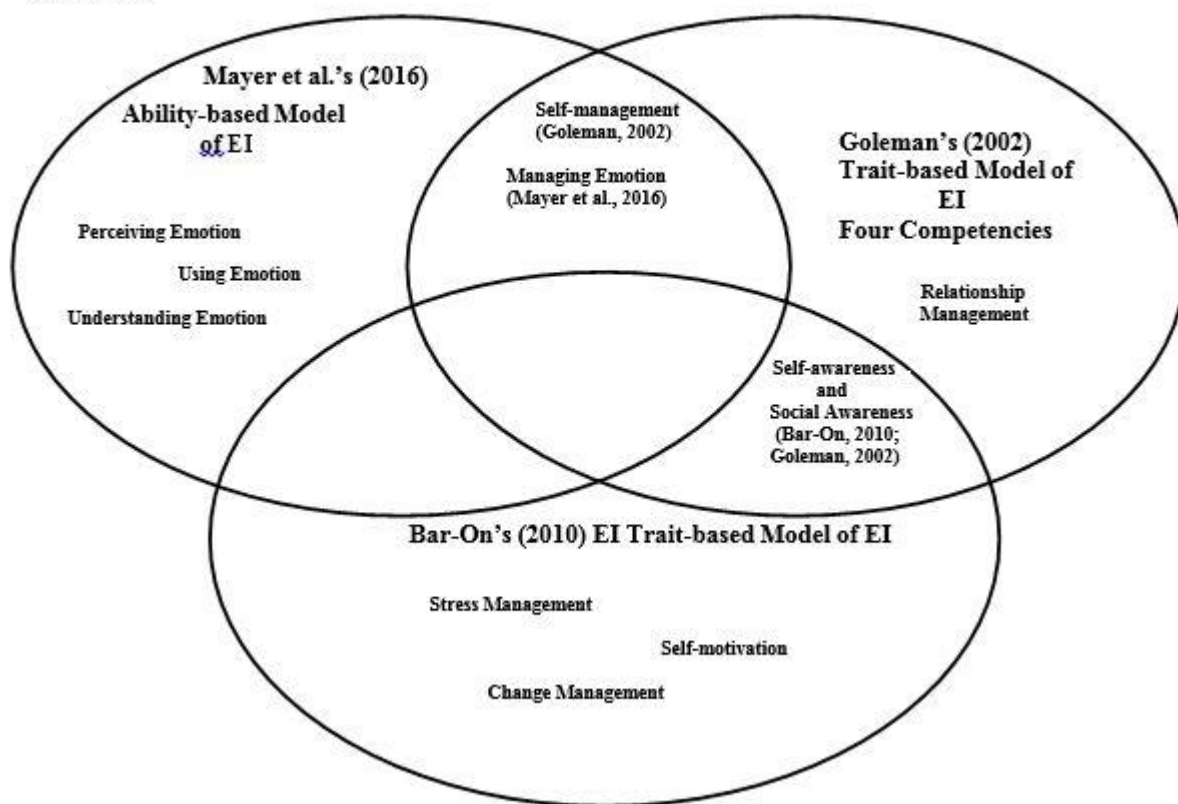 Mayer et al.'s (2016)
Ability-based Model
of EI
Perceiving Emotion
Using Emotion
Understanding Emotion
Self-management
(Goleman, 2002)
Managing Emotion
(Mayer et al., 2016)
Goleman's (2002)
Trait-based Model of
EI
Four Competencies
Relationship
Management
Self-awareness
and
Social Awareness
(Bar-On, 2010;
Goleman, 2002)
Bar-On's (2010) EI Trait-based Model of EI
Stress Management
Self-motivation
Change Management